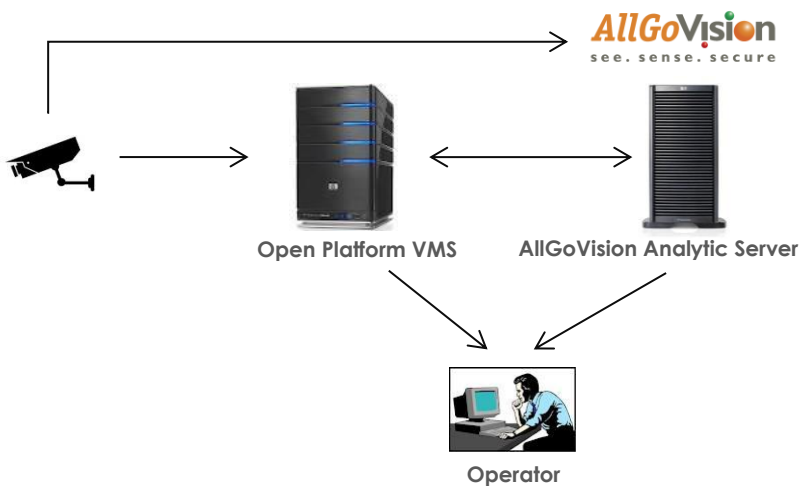 AllGoVision
see. sense. secure
Open Platform VMS
AllGoVision Analytic Server
Operator